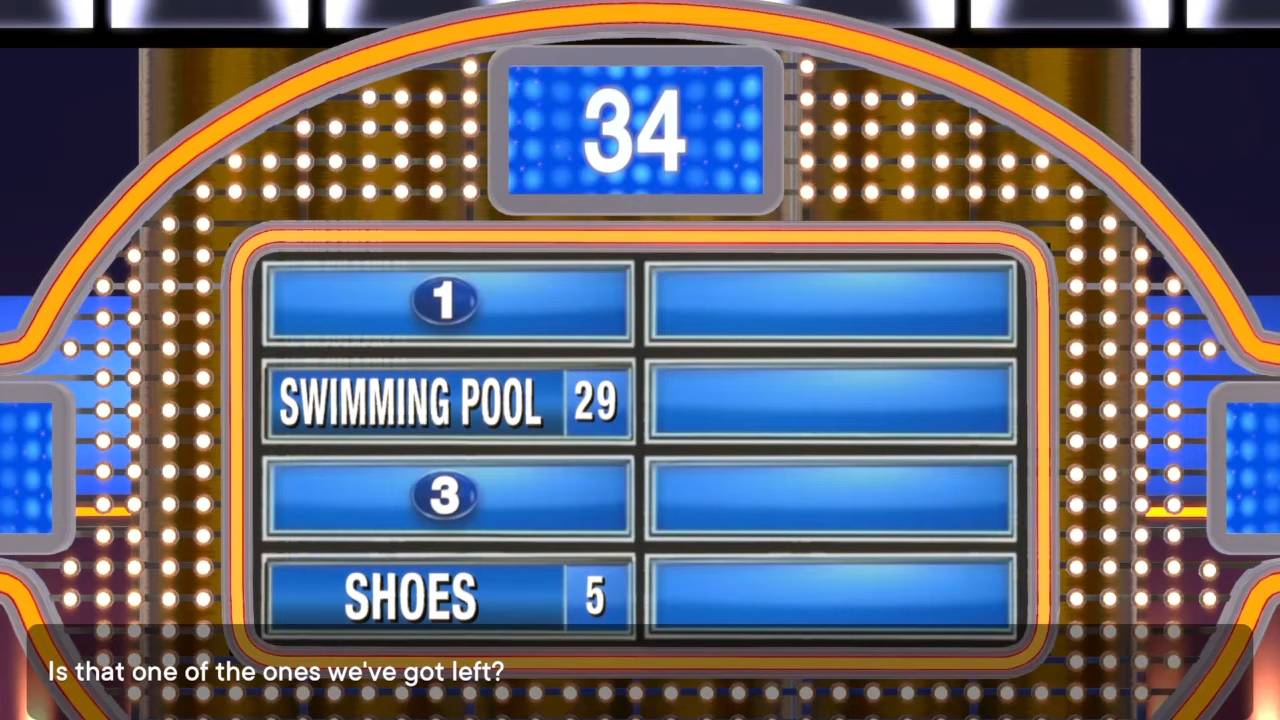 34
1
SWIMMING POOL 29
3
SHOES 5
Is that one of the ones we've got left?